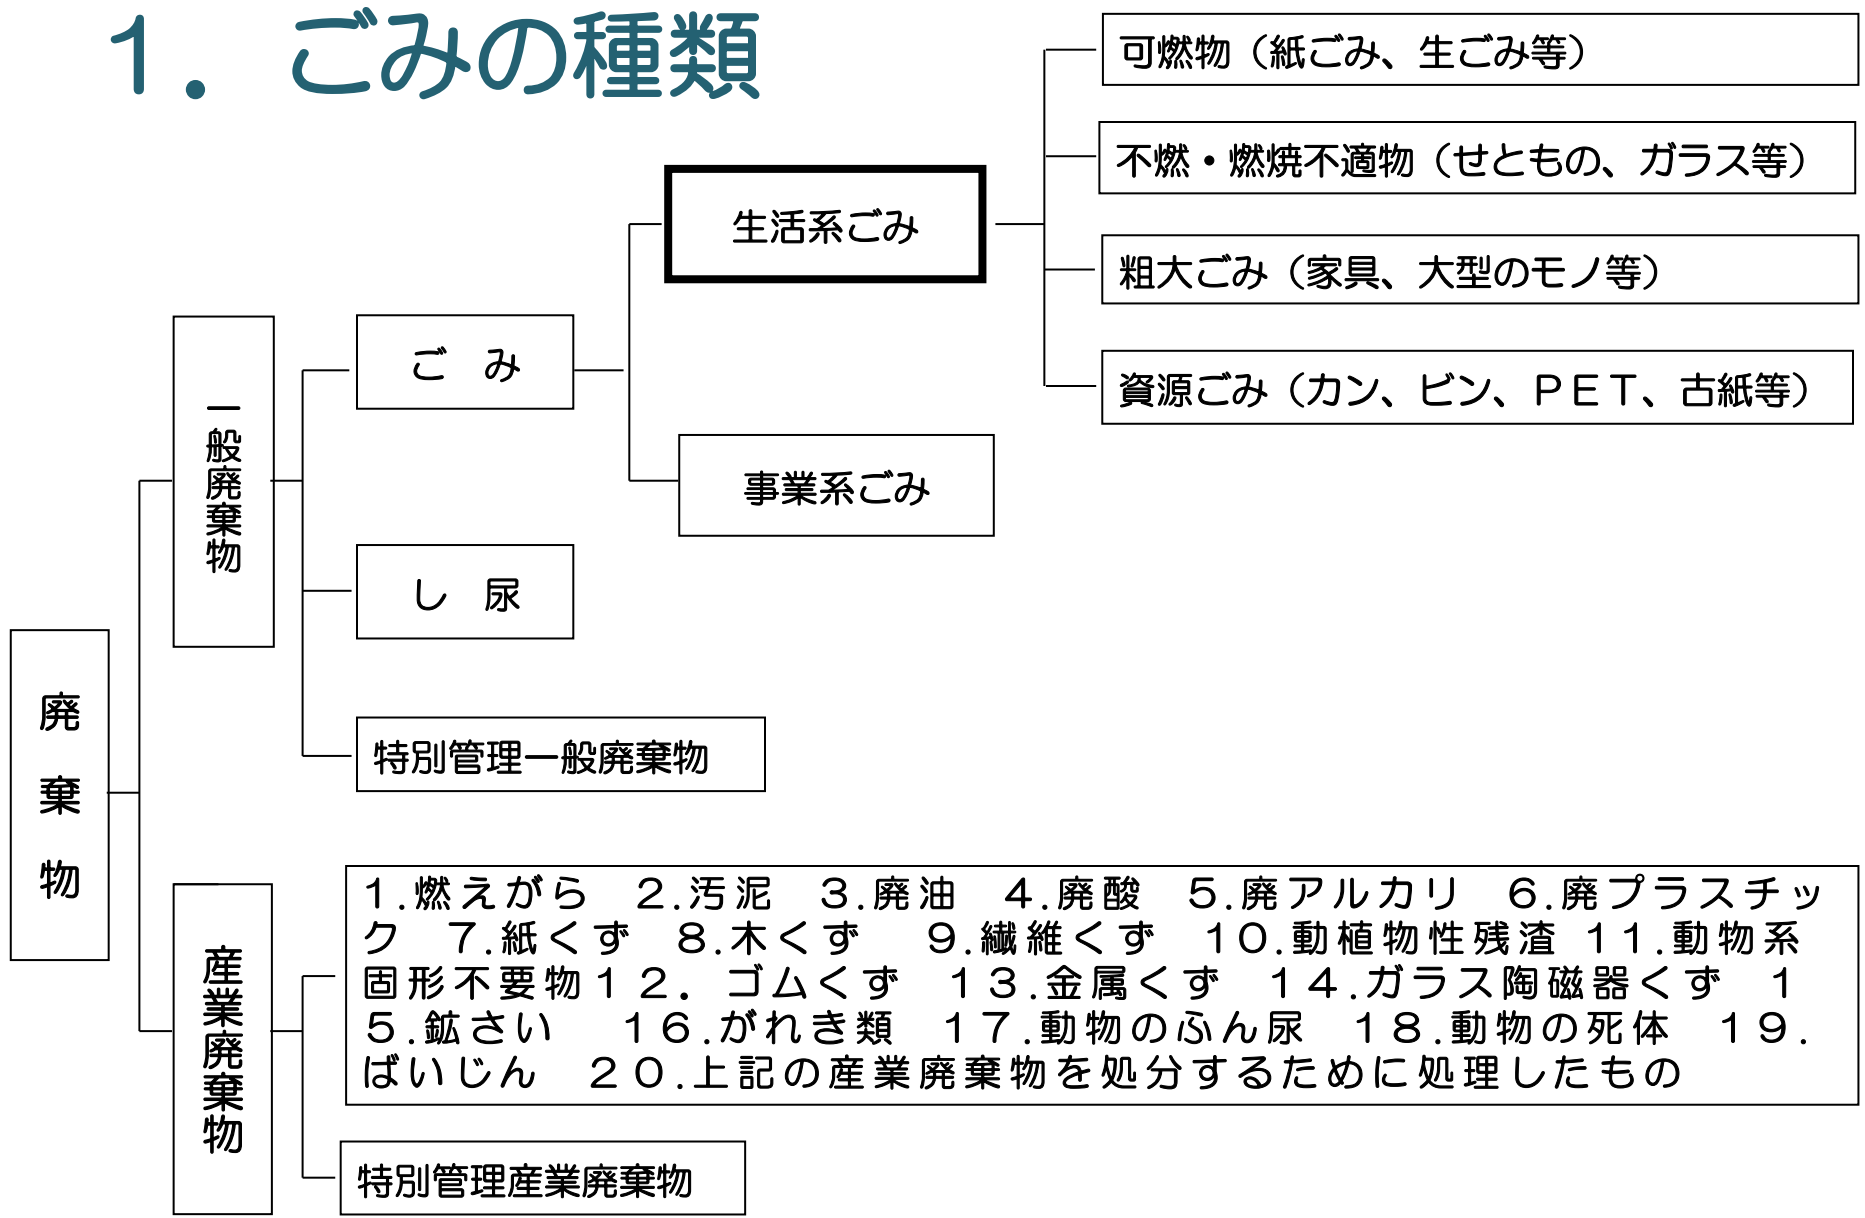 １．ごみの種類
可燃物（紙ごみ、生ごみ等）
不燃・燃焼不適物（せともの、ガラス等）
生活系ごみ
粗大ごみ（家具、大型のモノ等）
資源ごみ（カン、ビン、ＰＥＴ、古紙等）
ご　み
一般廃棄物
事業系ごみ
し　尿
廃棄物
特別管理一般廃棄物
産業廃棄物
１.燃えがら　２.汚泥　３.廃油　４.廃酸　５.廃アルカリ　６.廃プラスチッ
ク　７.紙くず　８.木くず　 ９.繊維くず　１０.動植物性残渣 １１.動物系
固形不要物１２．ゴムくず　１３.金属くず　１４.ガラス陶磁器くず　１
５.鉱さい　 １６.がれき類　１７.動物のふん尿　１８.動物の死体　１９.
ばいじん　２０.上記の産業廃棄物を処分するために処理したもの
特別管理産業廃棄物